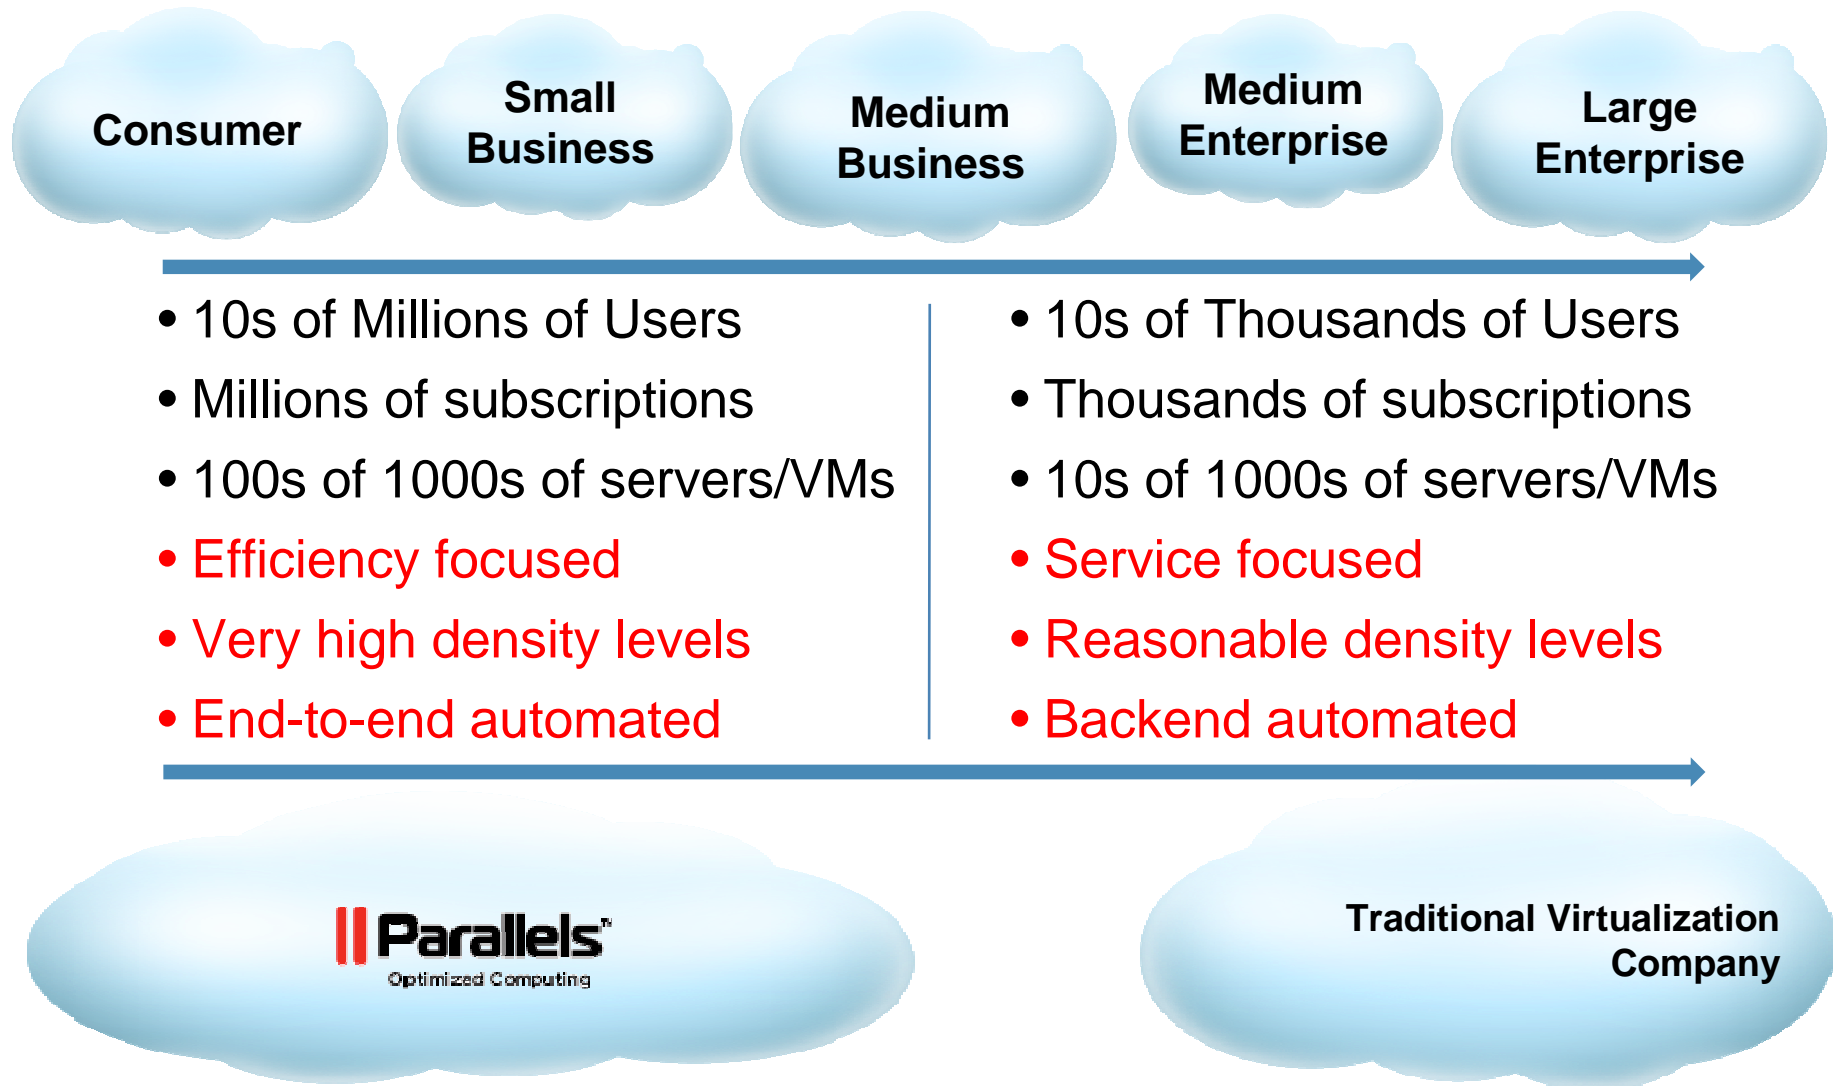 Consumer
Small
Business
Medium
Business
Medium
Enterprise
Large
Enterprise
• 10s of Millions of Users
• Millions of subscriptions
• 100s of 1000s of servers/VMs
• Efficiency focused
• Very high density levels
• End-to-end automated
• 10s of Thousands of Users
• Thousands of subscriptions
• 10s of 1000s of servers/VMs
• Service focused
• Reasonable density levels
• Backend automated
Parallels™
Optimized Computing
Traditional Virtualization
Company